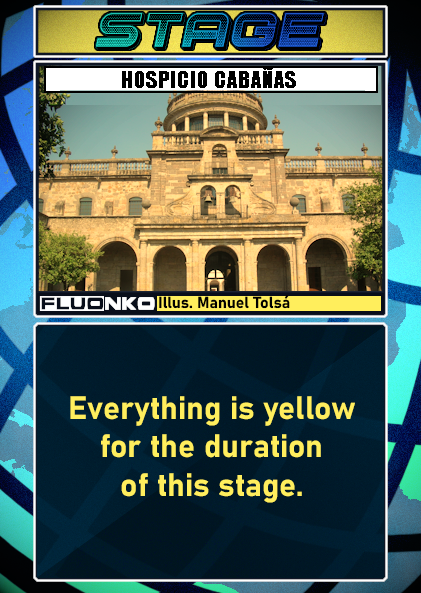 STAGE
HOSPICIO CABAÑAS
FLUONKO Illus. Manuel Tolsá
Everything is yellow
for the duration
of this stage.